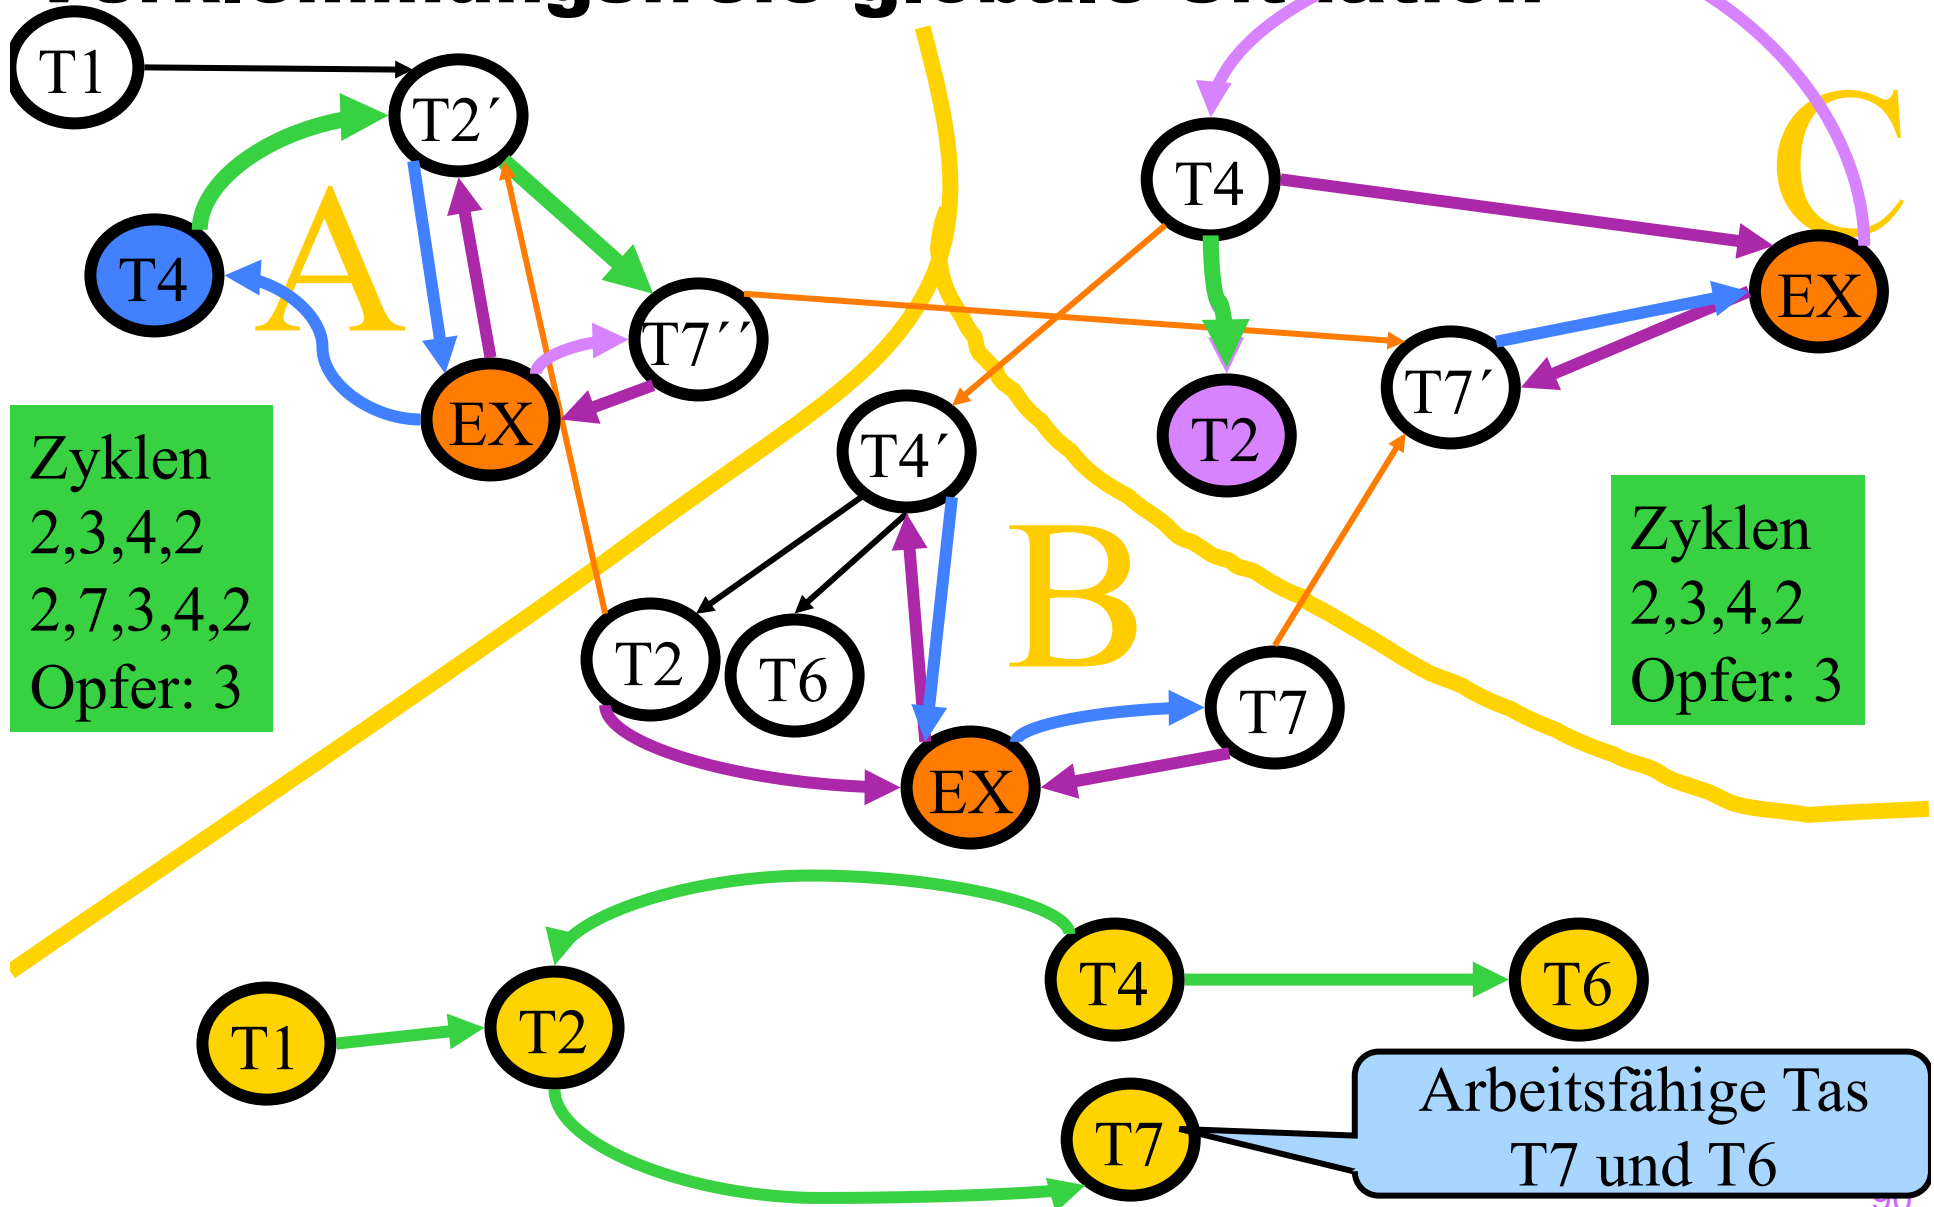 T1
T2´
T4
A
T7´´
EX
T4
C
EX
T7´
T2
T4´
B
T2
T6
T7
EX
Zyklen
2,3,4,2
2,7,3,4,2
Opfer: 3
Zyklen
2,3,4,2
Opfer: 3
T4
T6
T1
T2
T7
Arbeitsfähige Tas
T7 und T6